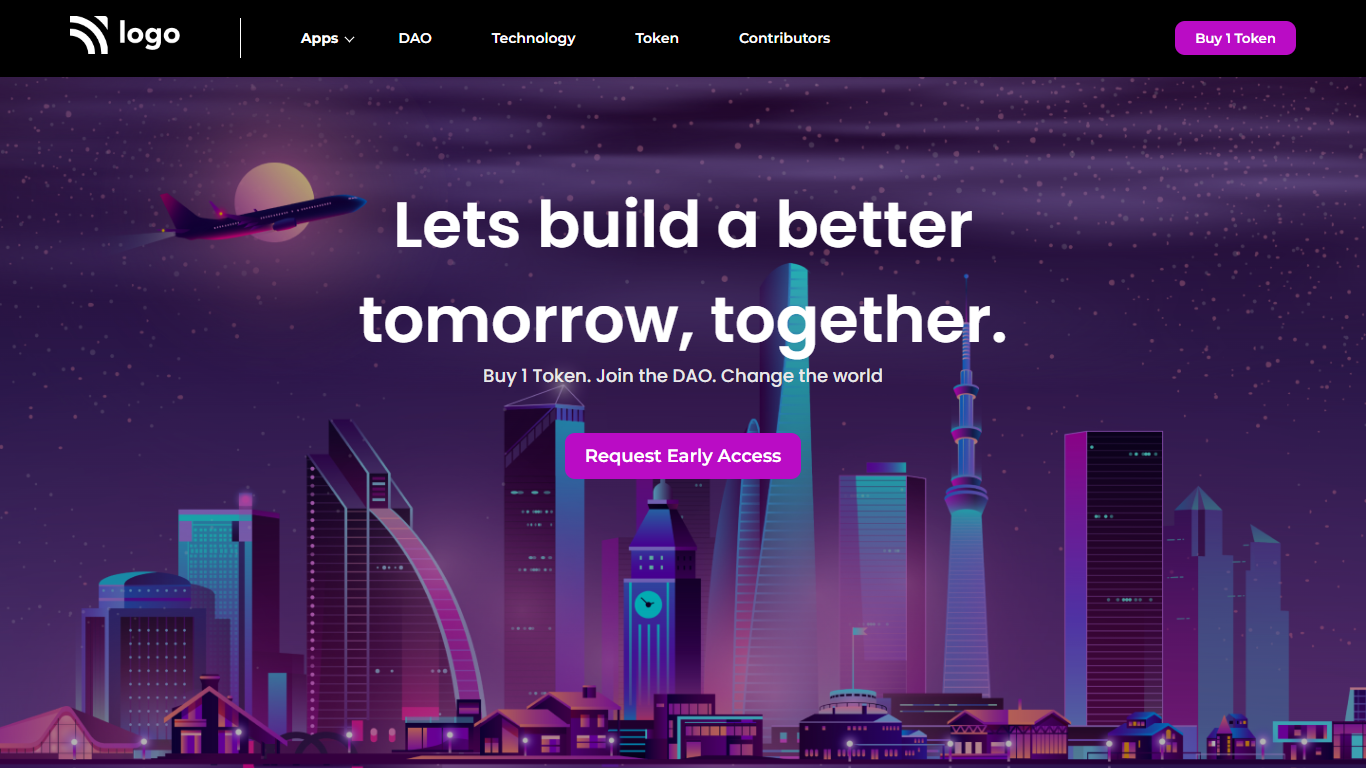 logo
Apps
DAO
Technology
Token
Contributors
Buy 1 Token
Lets build a better
tomorrow, together.
Buy 1 Token. Join the DAO. Change the world
Request Early Access